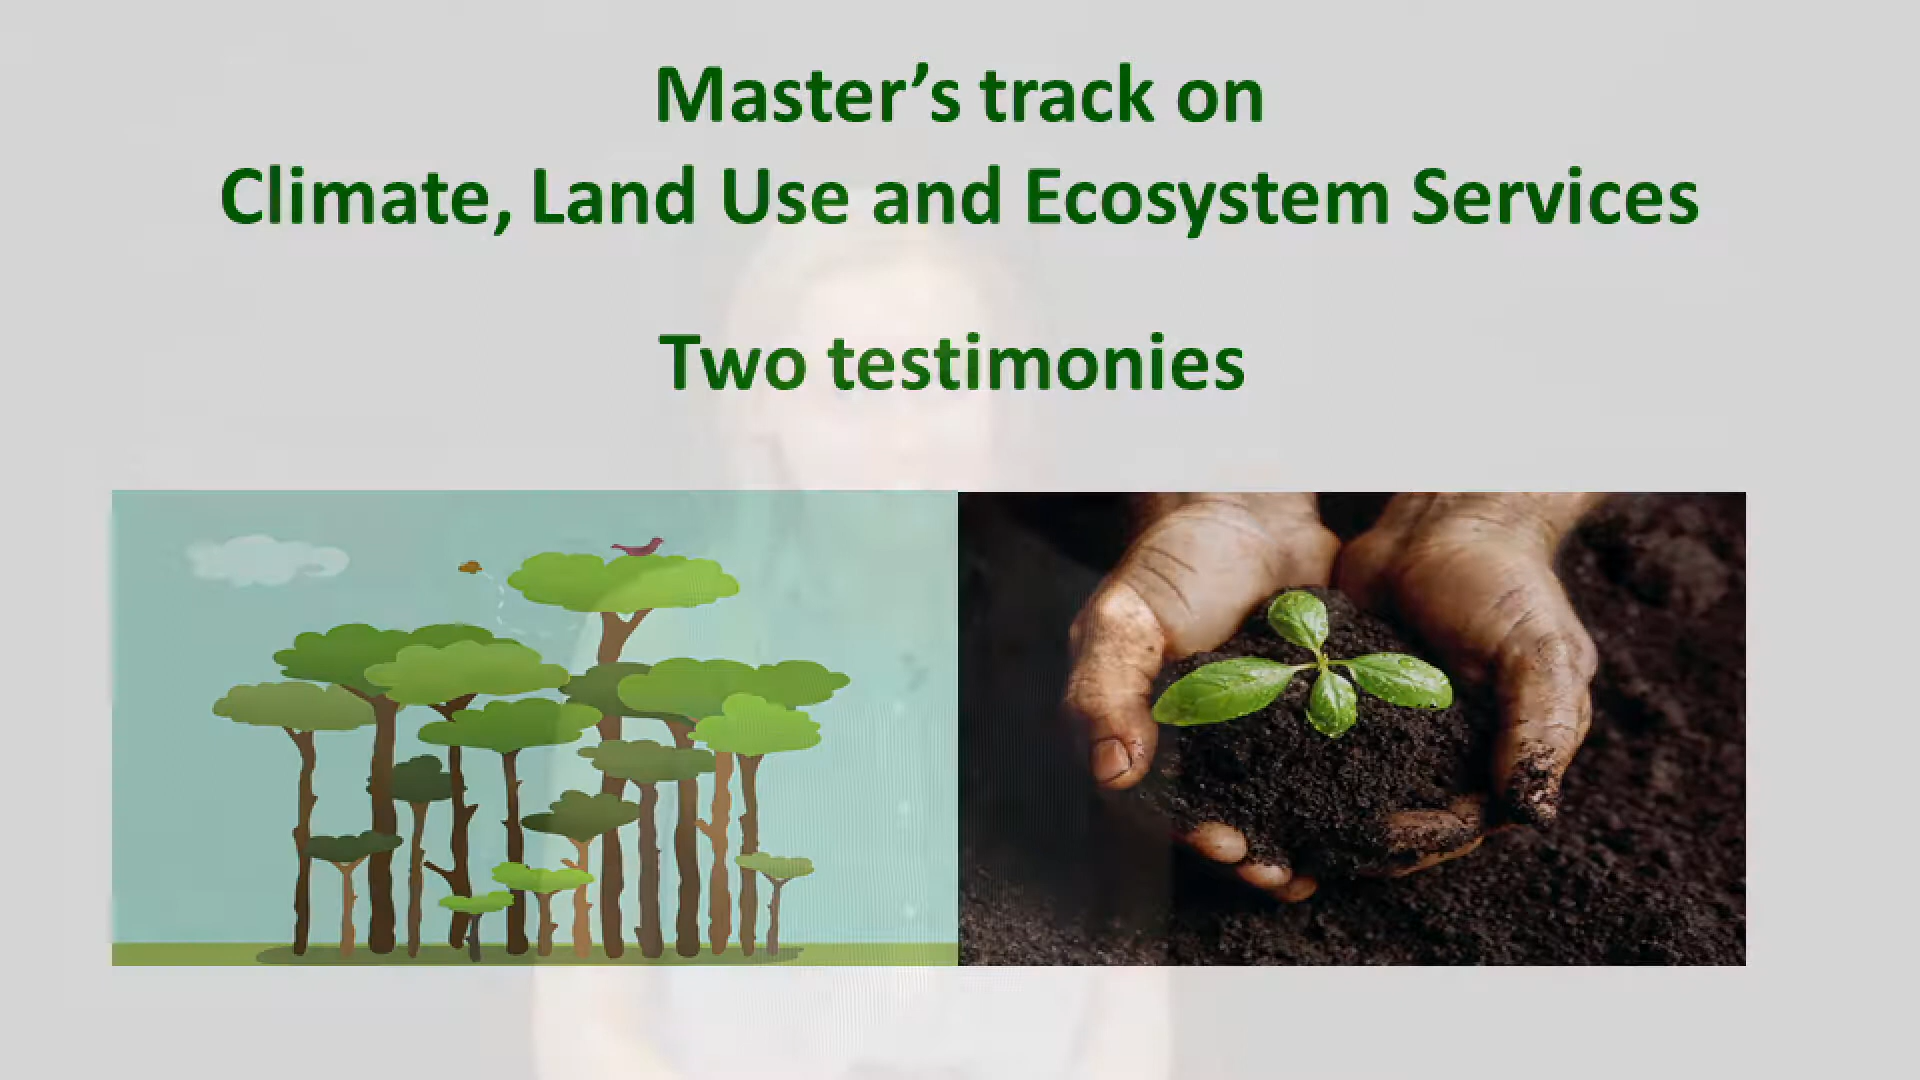 Master’s track on
Climate, Land Use and Ecosystem Services
Two testimonies